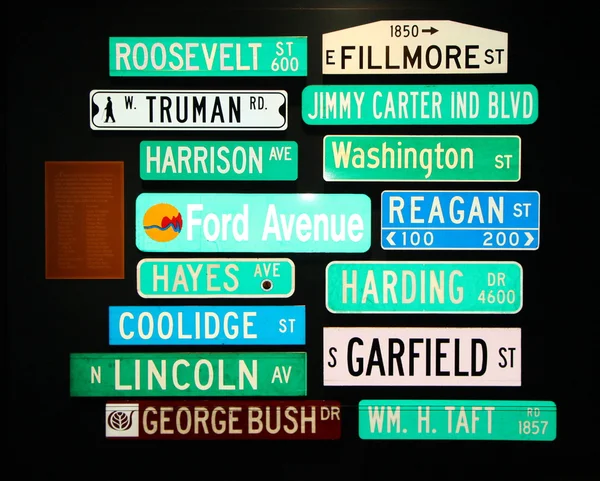 ROOSEVELT ST 600
1850 →
E FILLMORE ST
W. TRUMAN RD.
JIMMY CARTER IND BLVD
HARRISON AVE
Washington ST
Ford Avenue
REAGAN ST
100 200
HAYES AVE
HARDING DR 4600
COOLIDGE ST
S GARFIELD ST
N LINCOLN AV
GEORGE BUSH DR
WM. H. TAFT RD 1857